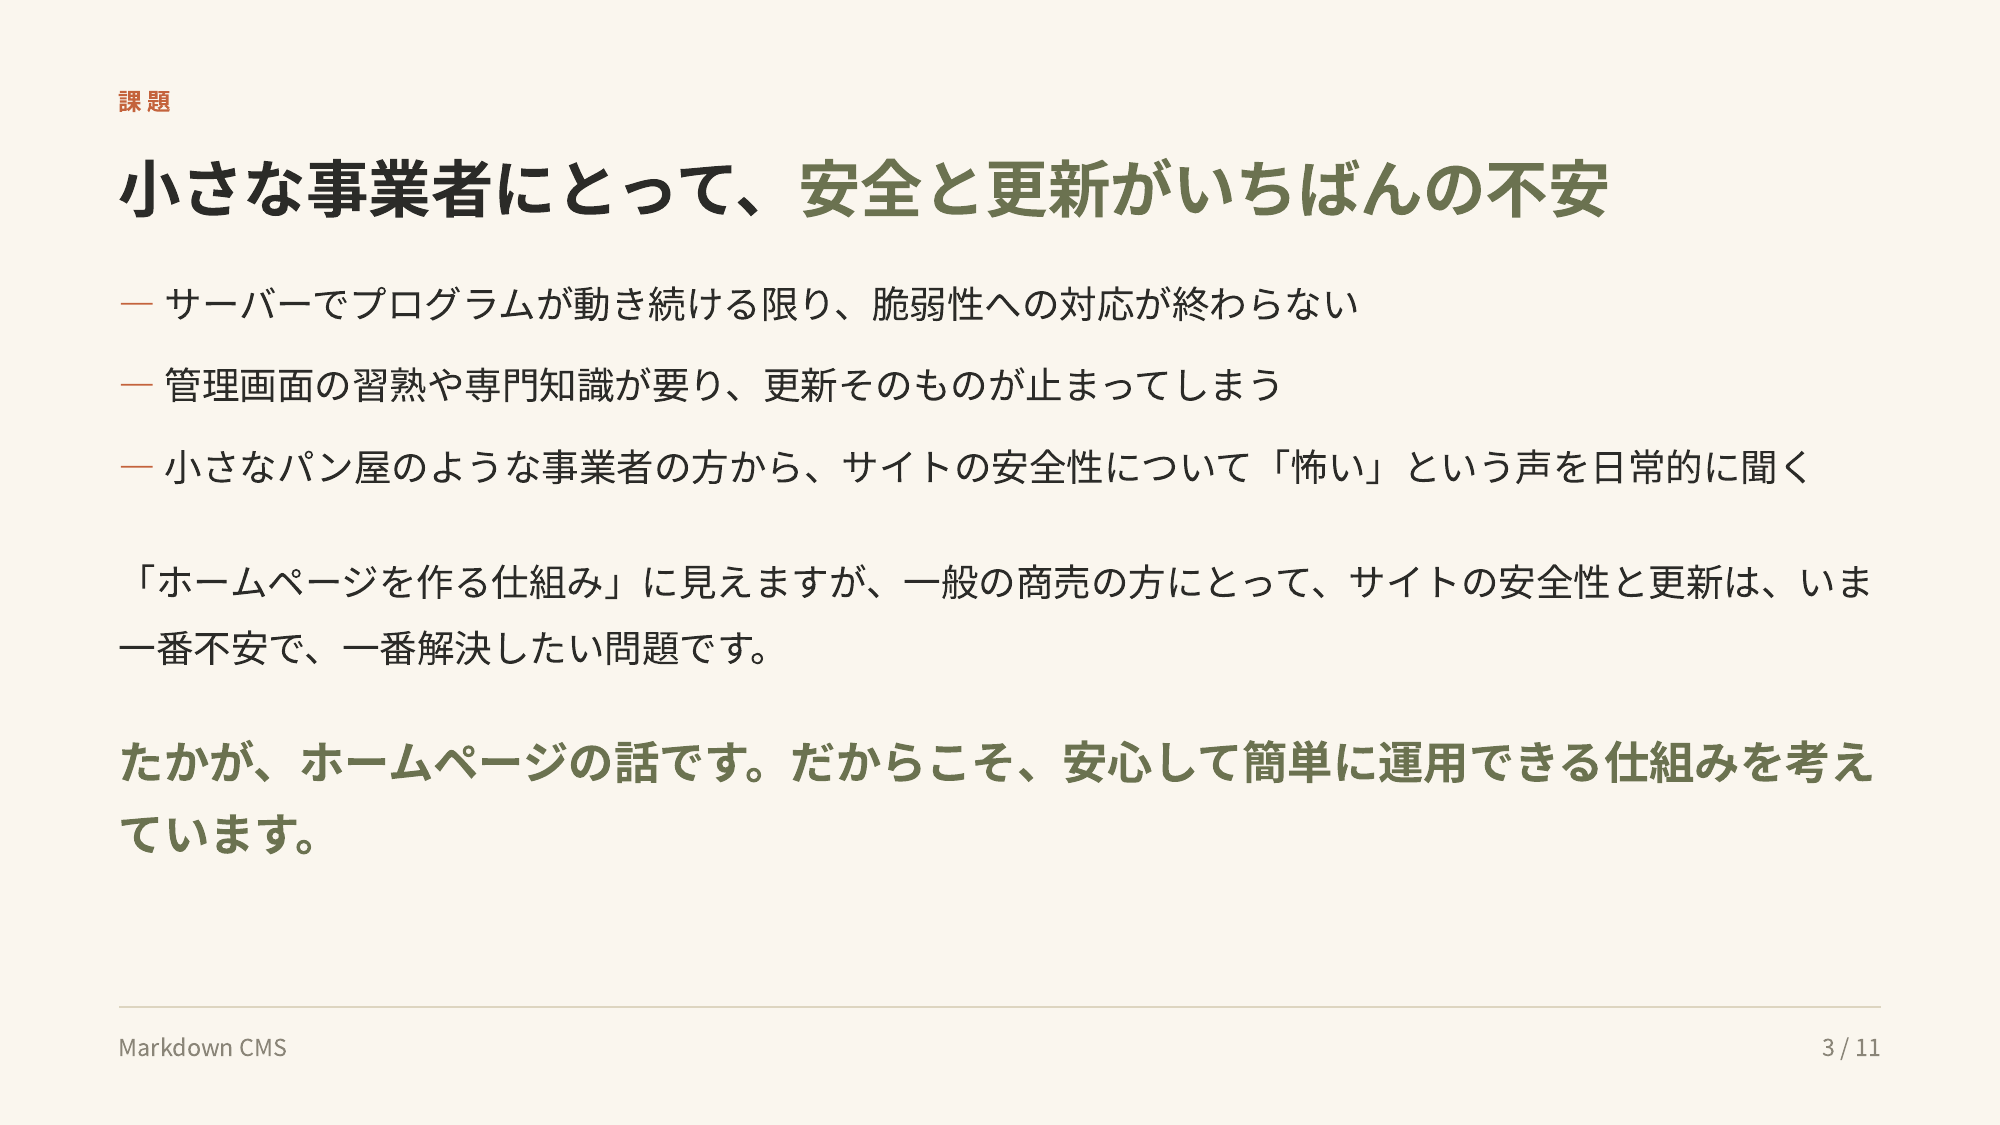 課題
小さな事業者にとって、安全と更新がいちばんの不安
— サーバーでプログラムが動き続ける限り、脆弱性への対応が終わらない
— 管理画面の習熟や専門知識が要り、更新そのものが止まってしまう
— 小さなパン屋のような事業者の方から、サイトの安全性について「怖い」という声を日常的に聞く
「ホームページを作る仕組み」に見えますが、一般の商売の方にとって、サイトの安全性と更新は、いま
一番不安で、一番解決したい問題です。
たかが、ホームページの話です。だからこそ、安心して簡単に運用できる仕組みを考え
ています。
Markdown CMS
3 / 11